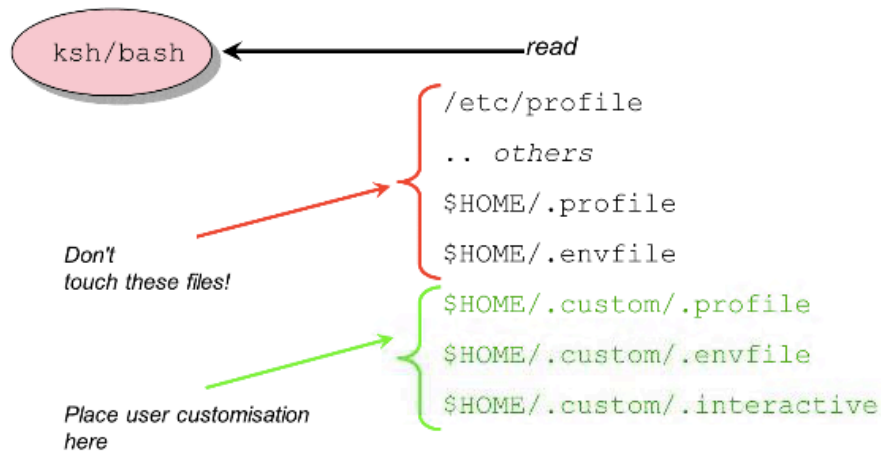 ksh/bash
read
/etc/profile
.. others
$HOME/.profile
$HOME/.envfile
Don't
touch these files!
$HOME/.custom/.profile
$HOME/.custom/.envfile
$HOME/.custom/.interactive
Place user customisation
here